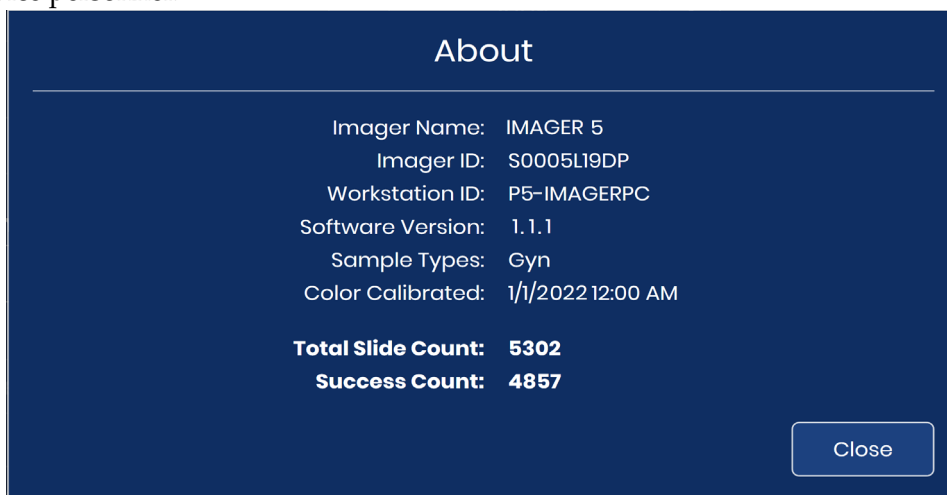 About
Imager Name: IMAGER 5
Imager ID: S0005L19DP
Workstation ID: P5-IMAGERPC
Software Version: 1.1.1
Sample Types: Gyn
Color Calibrated: 1/1/2022 12:00 AM
Total Slide Count: 5302
Success Count: 4857
Close